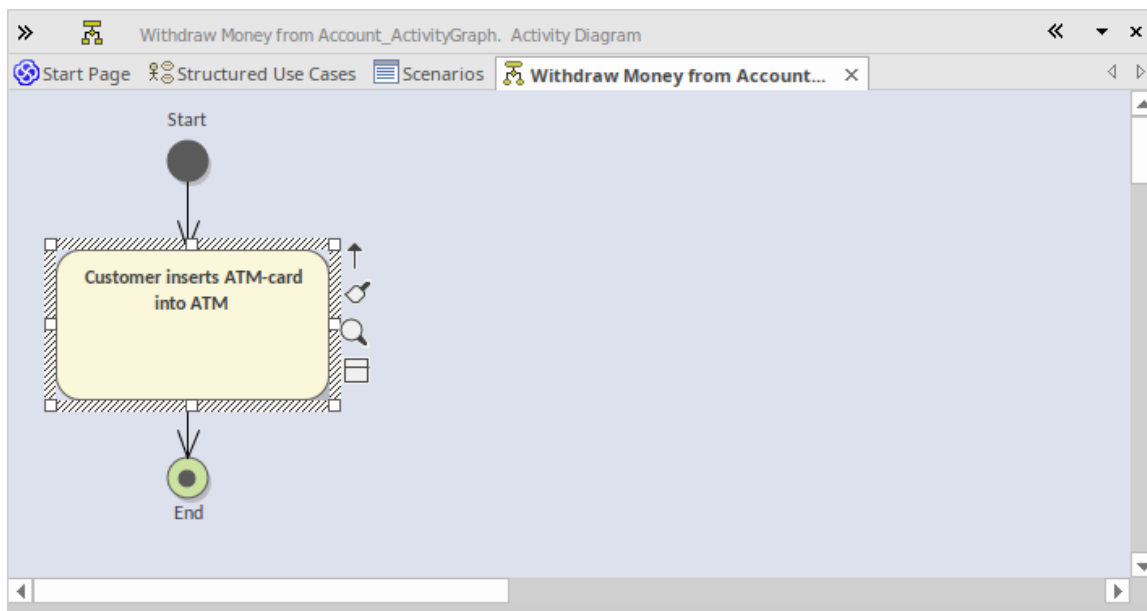 Withdraw Money from Account_ActivityGraph. Activity Diagram
Start Page Structured Use Cases Scenarios Withdraw Money from Account...
Start
Customer inserts ATM-card
into ATM
End